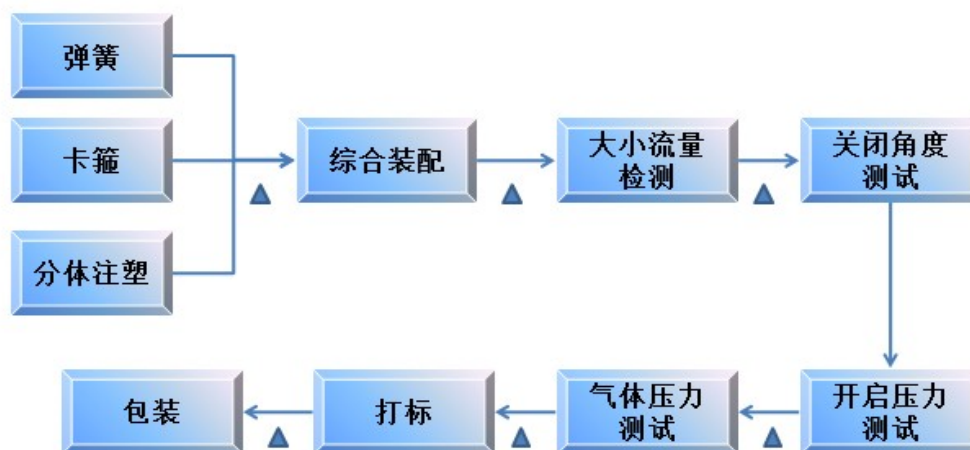 弹簧
卡箍
分体注塑
综合装配
大小流量
检测
关闭角度
测试
开启压力
测试
气体压力
测试
打标
包装